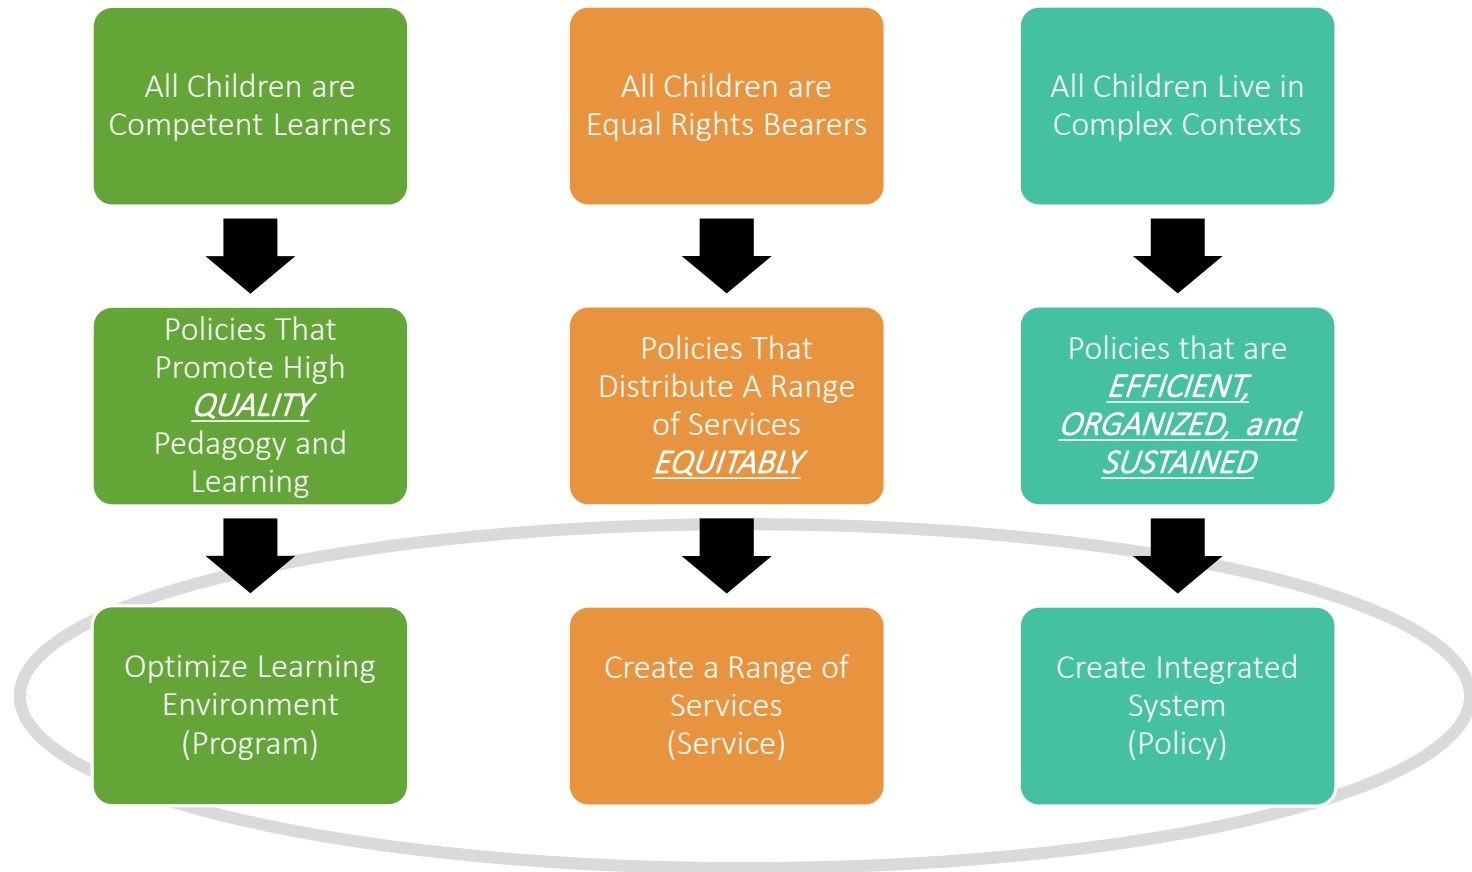 All Children are
Competent Learners
All Children are
Equal Rights Bearers
All Children Live in
Complex Contexts
Policies That
Promote High
QUALITY
Pedagogy and
Learning
Policies That
Distribute A Range
of Services
EQUITABLY
Policies that are
EFFICIENT,
ORGANIZED, and
SUSTAINED
Optimize Learning
Environment
(Program)
Create a Range of
Services
(Service)
Create Integrated
System
(Policy)